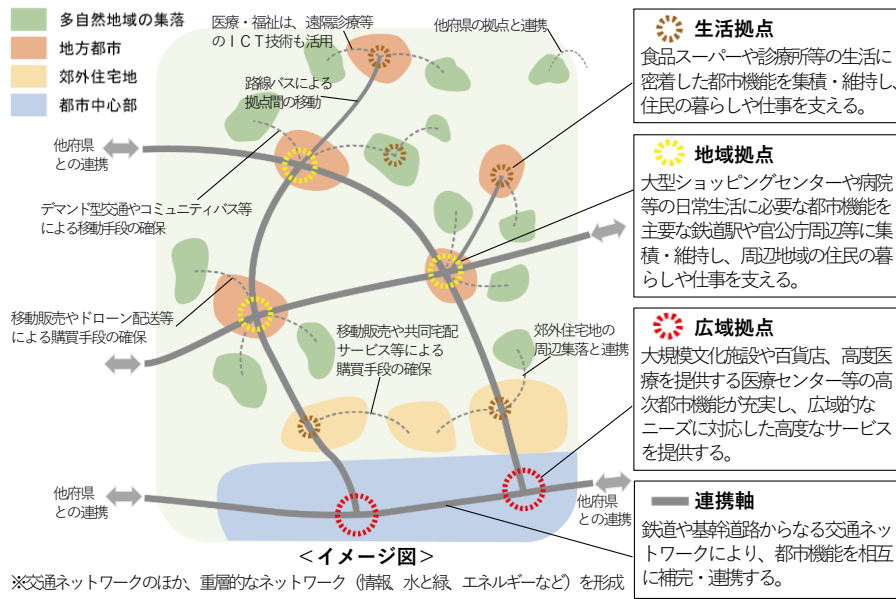 多自然地域の集落
地方都市
郊外住宅地
都市中心部
医療・福祉は、遠隔診療等
のＩＣＴ技術も活用
他府県の拠点と連携
路線バスによる
拠点間の移動
他府県
との連携
デマンド型交通やコミュニティバス等
による移動手段の確保
移動販売やドローン配送等
による購買手段の確保
移動販売や共同宅配
サービス等による
購買手段の確保
郊外住宅地の
周辺集落と連携
他府県
との連携
他府県
との連携
＜イメージ図＞
※交通ネットワークのほか、重層的なネットワーク（情報、水と緑、エネルギーなど）を形成
生活拠点
食品スーパーや診療所等の生活に
密着した都市機能を集積・維持し、
住民の暮らしや仕事を支える。
地域拠点
大型ショッピングセンターや病院
等の日常生活に必要な都市機能を
主要な鉄道駅や官公庁周辺等に集
積・維持し、周辺地域の住民の暮
らしや仕事を支える。
広域拠点
大規模文化施設や百貨店、高度医
療を提供する医療センター等の高
次都市機能が充実し、広域的な
ニーズに対応した高度なサービス
を提供する。
連携軸
鉄道や基幹道路からなる交通ネッ
トワークにより、都市機能を相互
に補完・連携する。